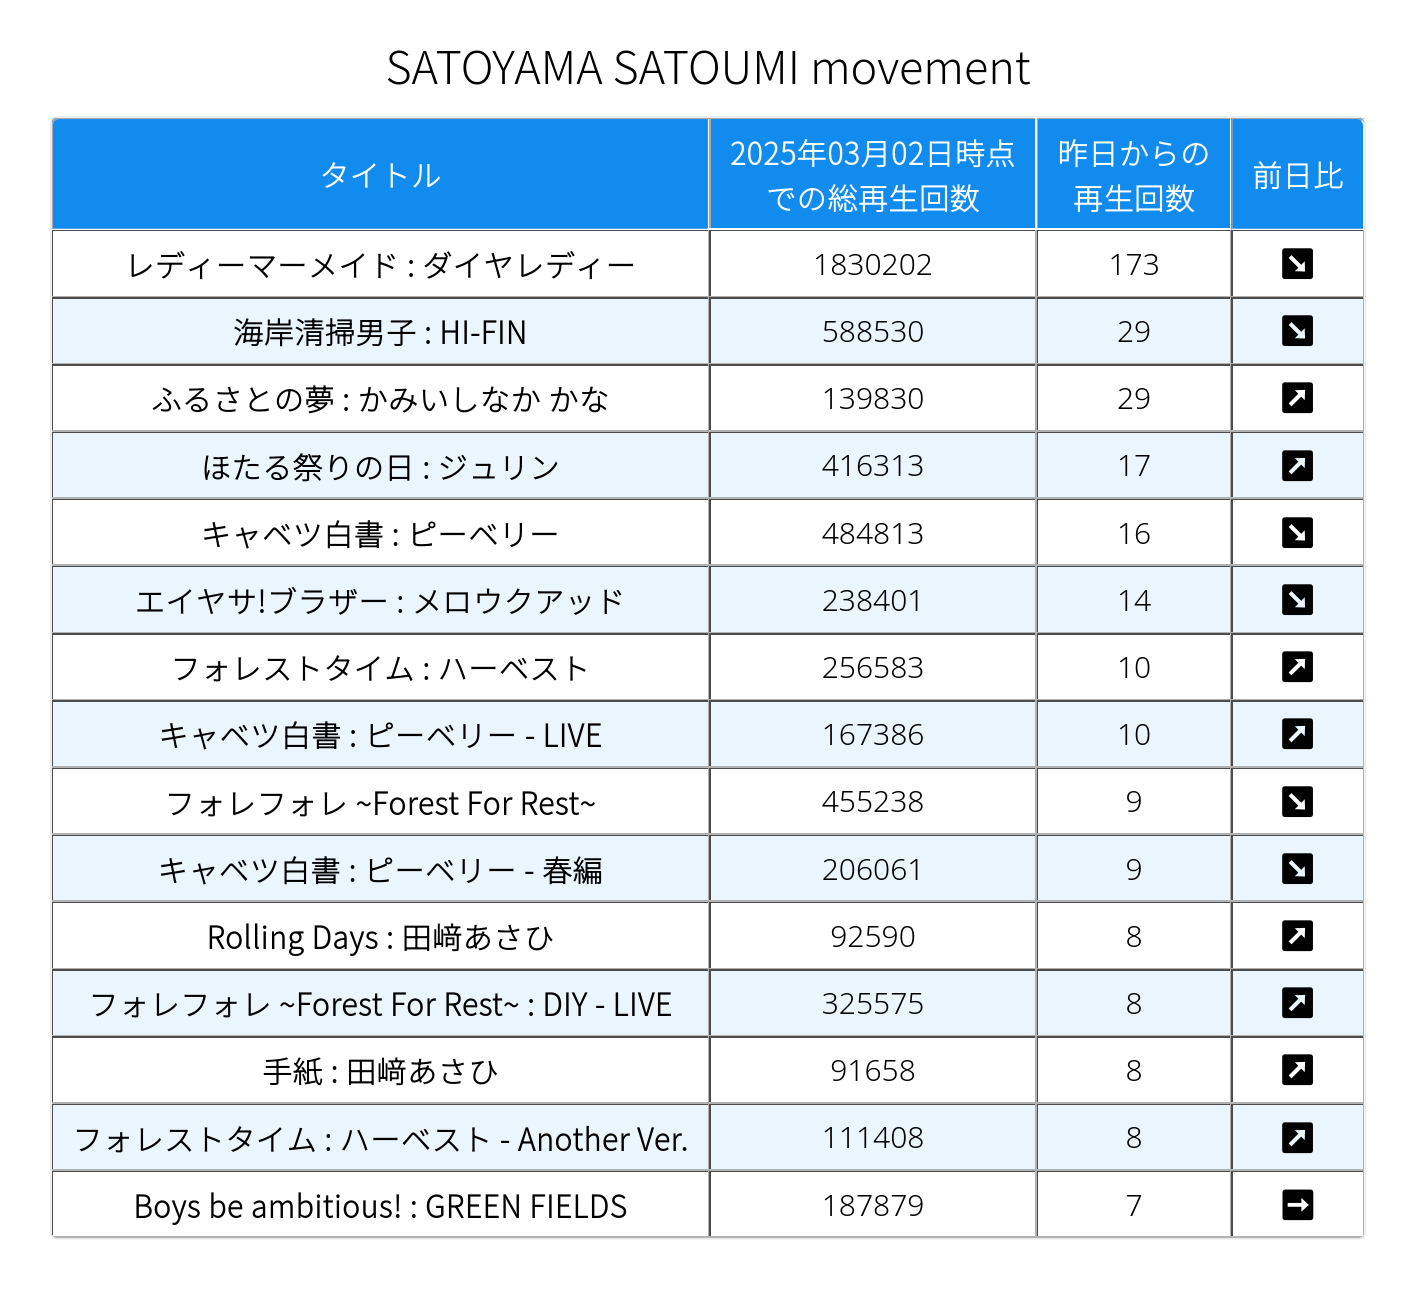 SATOYAMA SATOUMI movement
タイトル 2025年03月02日時点での総再生回数 昨日からの再生回数 前日比
レディーマーメイド : ダイヤレディー 1830202 173 ↘
海岸清掃男子 : HI-FIN 588530 29 ↘
ふるさとの夢 : かみいしなか かな 139830 29 ↗
ほたる祭りの日 : ジュリン 416313 17 ↗
キャベツ白書 : ピーベリー 484813 16 ↘
エイヤサ!ブラザー : メロウクアッド 238401 14 ↘
フォレストタイム : ハーベスト 256583 10 ↗
キャベツ白書 : ピーベリー - LIVE 167386 10 ↗
フォレフォレ ~Forest For Rest~ 455238 9 ↘
キャベツ白書 : ピーベリー - 春編 206061 9 ↘
Rolling Days : 田﨑あさひ 92590 8 ↗
フォレフォレ ~Forest For Rest~ : DIY - LIVE 325575 8 ↗
手紙 : 田﨑あさひ 91658 8 ↗
フォレストタイム : ハーベスト - Another Ver. 111408 8 ↗
Boys be ambitious! : GREEN FIELDS 187879 7 →